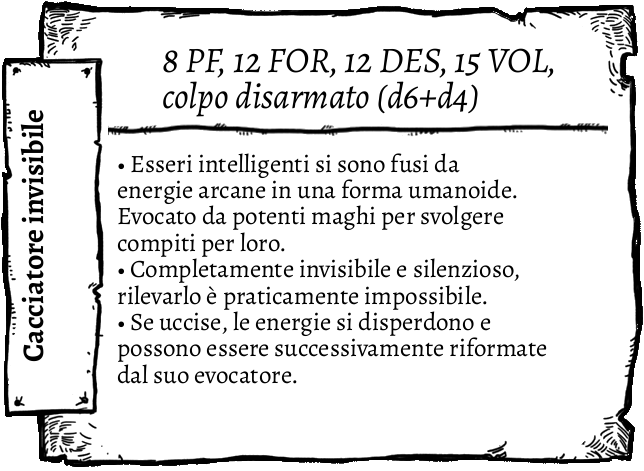 Cacciatore invisibile
8 PF, 12 FOR, 12 DES, 15 VOL,
colpo disarmato (d6+d4)
• Esseri intelligenti si sono fusi da
energie arcane in una forma umanoide.
Evocato da potenti maghi per svolgere
compiti per loro.
• Completamente invisibile e silenzioso,
rilevarlo è praticamente impossibile.
• Se uccise, le energie si disperdono e
possono essere successivamente riformate
dal suo evocatore.